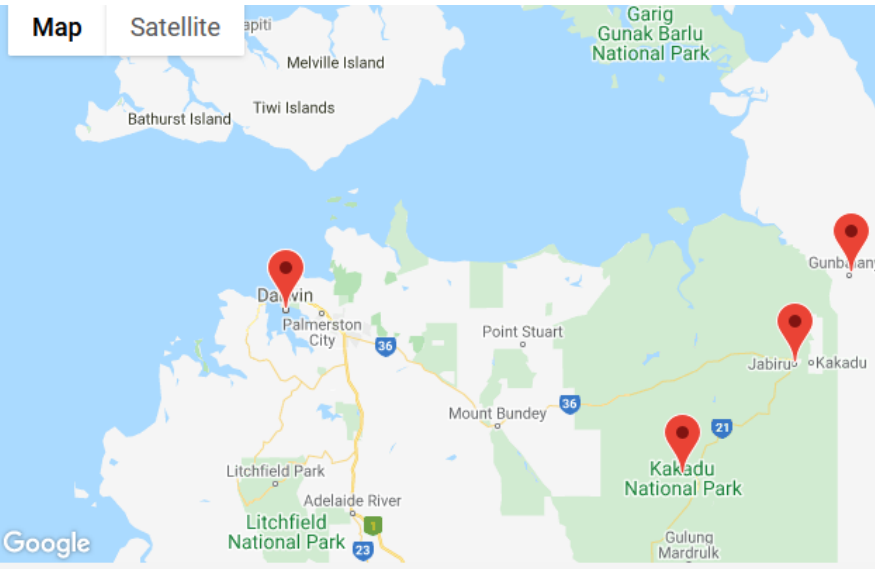 Map
Satellite
apiti
Garig
Gunak Barlu
National Park
Melville Island
Tiwi Islands
Bathurst Island
Gunbalany
Darwin
Palmerston
City
36
Point Stuart
Jabiru
Kakadu
36
Mount Bundey
21
Kakadu
National Park
Litchfield Park
Adelaide River
Litchfield
National Park
1
23
Gulung
Mardrulk
Google